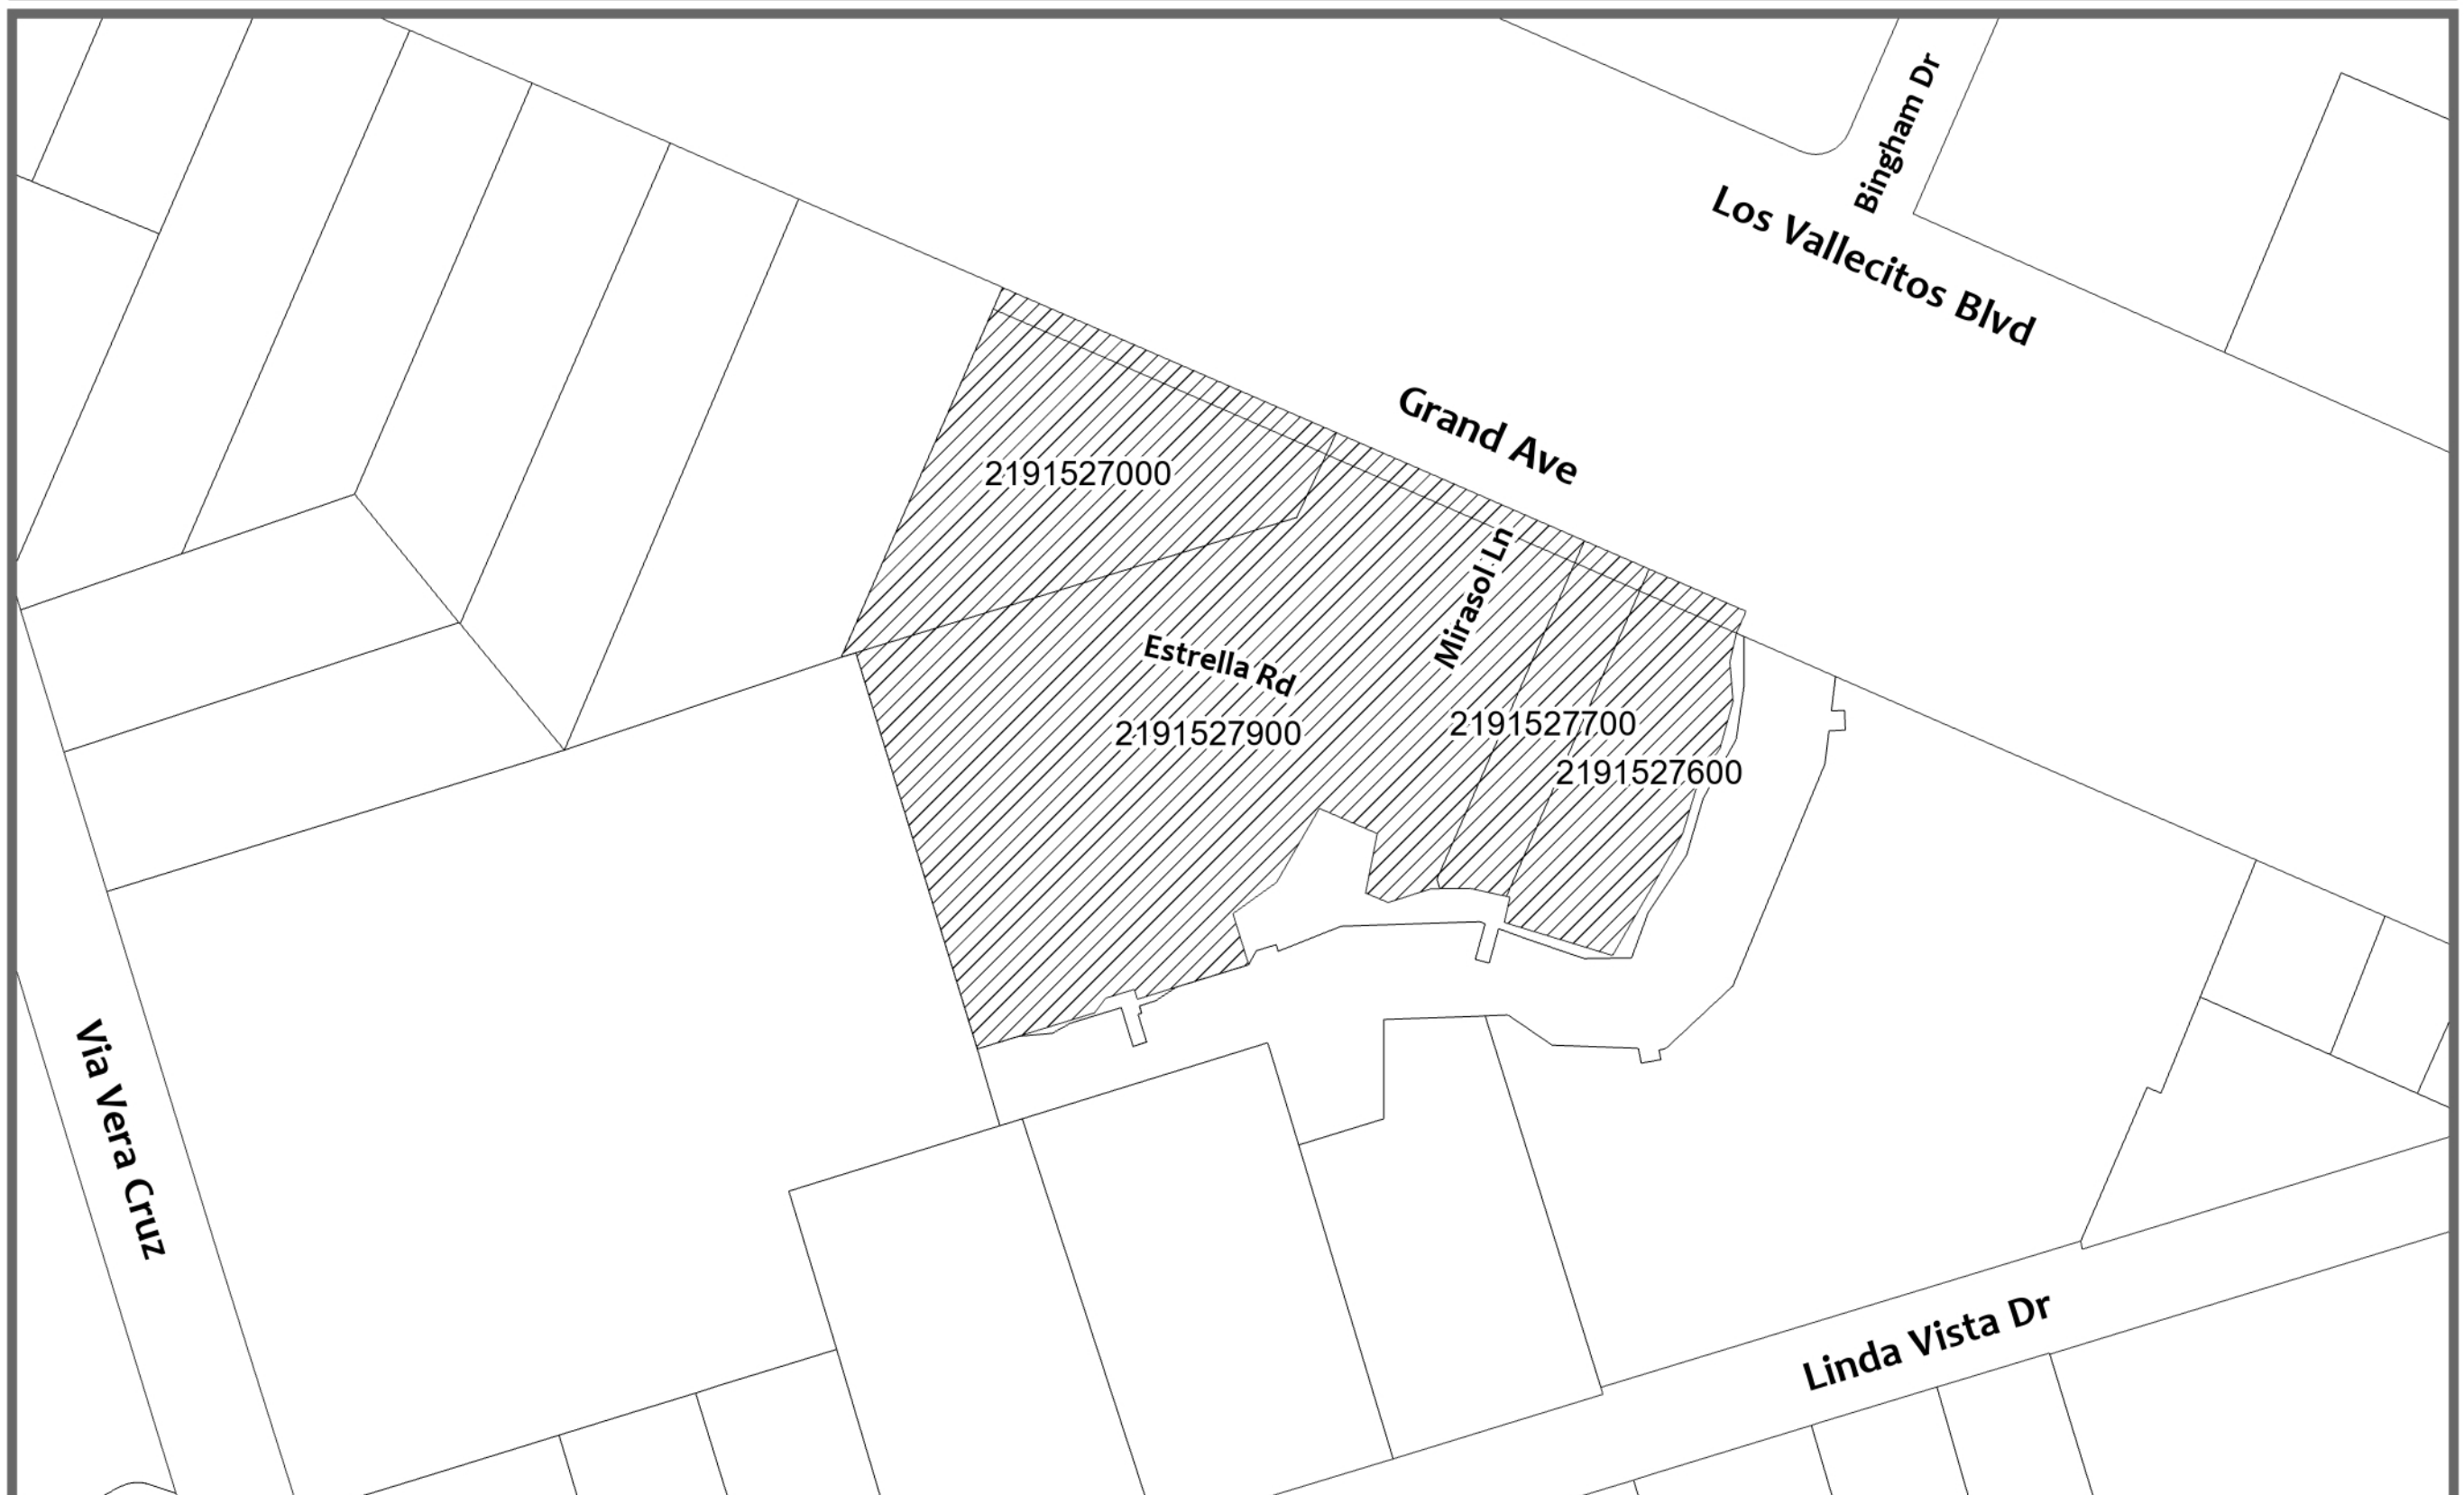 Bingham Dr
Los Vallecitos Blvd
Grand Ave
2191527000
Mirasol Ln
Estrella Rd
2191527900
2191527700
2191527600
Via Vera Cruz
Linda Vista Dr